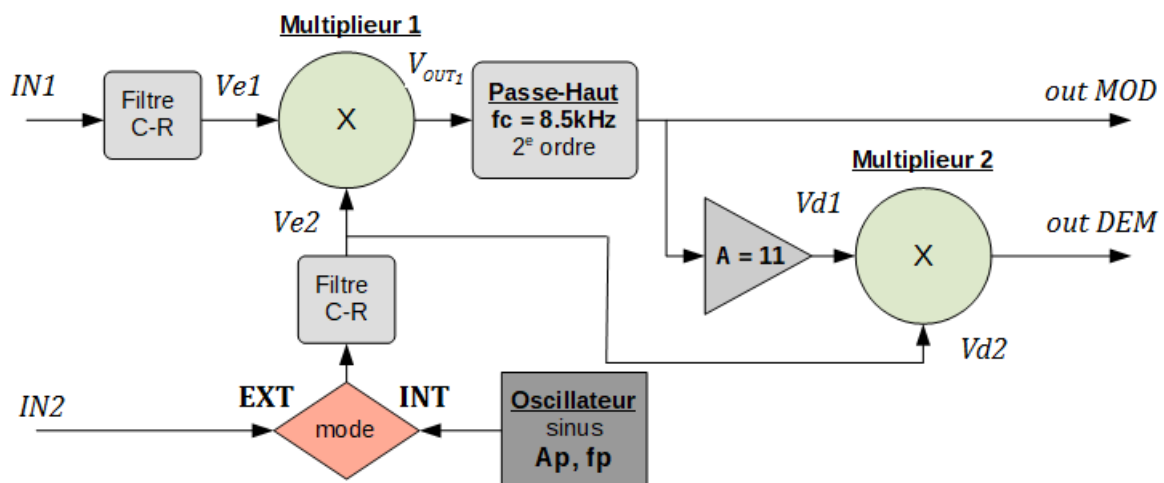 Multiplieur 1
IN1
Filtre
C-R
Ve1
X
V_OUT₁
Passe-Haut
fc = 8.5kHz
2ᵉ ordre
out MOD
Multiplieur 2
Ve2
A = 11
Vd1
X
out DEM
Filtre
C-R
Vd2
IN2
EXT
mode
INT
Oscillateur
sinus
Ap, fp